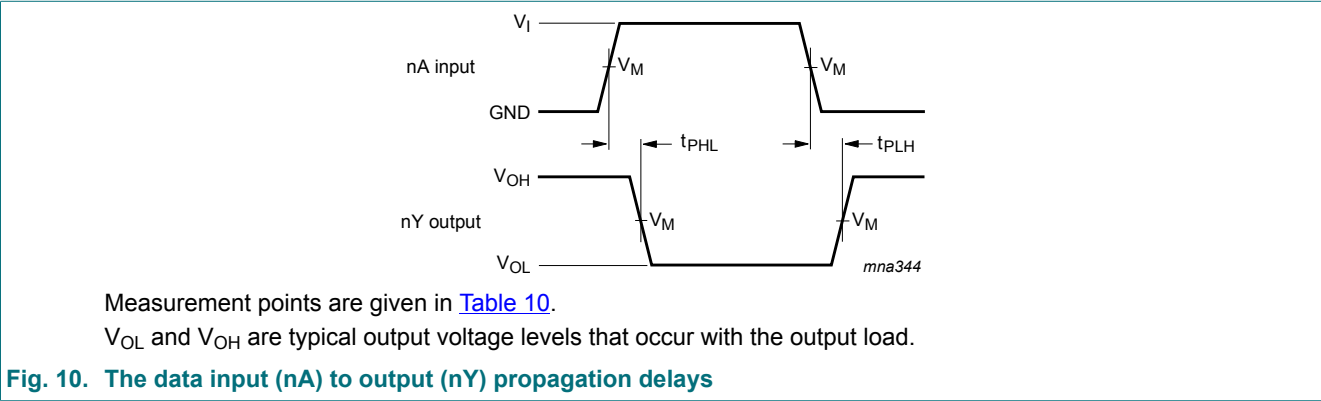 VI
nA input
VM
VM
GND
tPHL
tPLH
VOH
nY output
VM
VM
VOL
mna344
Measurement points are given in Table 10.
VOL and VOH are typical output voltage levels that occur with the output load.
Fig. 10. The data input (nA) to output (nY) propagation delays